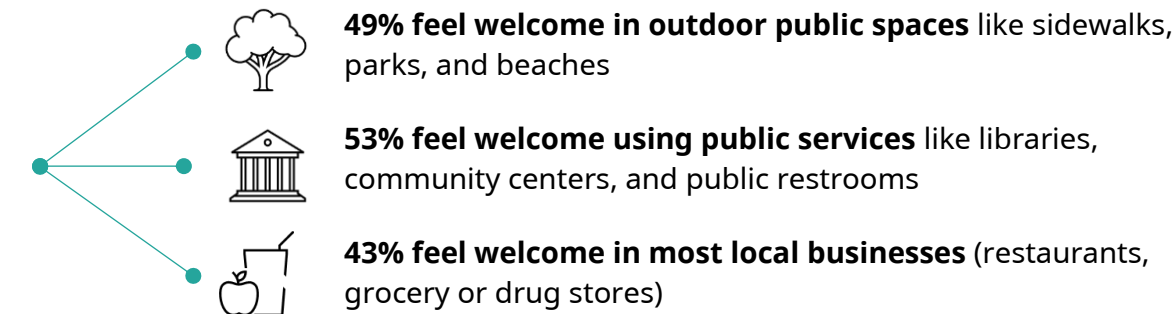 49% feel welcome in outdoor public spaces like sidewalks,
parks, and beaches
53% feel welcome using public services like libraries,
community centers, and public restrooms
43% feel welcome in most local businesses (restaurants,
grocery or drug stores)